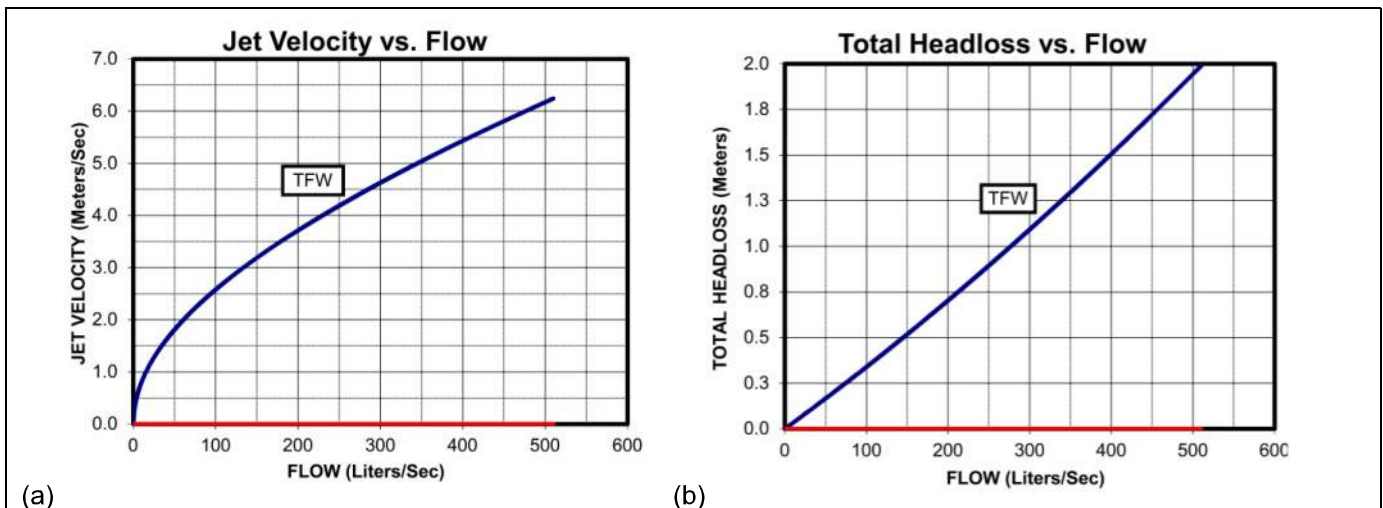 Jet Velocity vs. Flow
JET VELOCITY (Meters/Sec)
7.0
6.0
5.0
4.0
3.0
2.0
1.0
0.0
TFW
0 100 200 300 400 500 600
FLOW (Liters/Sec)
(a)
Total Headloss vs. Flow
TOTAL HEADLOSS (Meters)
2.0
1.8
1.5
1.3
1.0
0.8
0.5
0.3
0.0
TFW
0 100 200 300 400 500 600
FLOW (Liters/Sec)
(b)